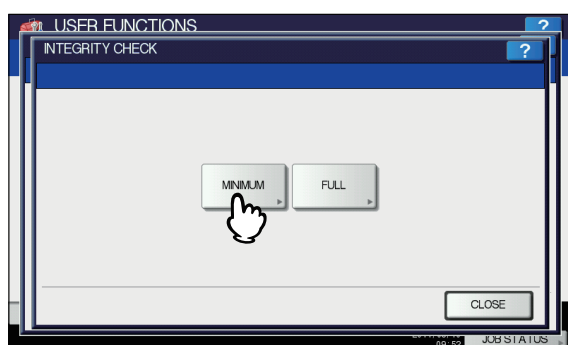 USER FUNCTIONS
?
INTEGRITY CHECK
?
MINIMUM
FULL
CLOSE
JOB STATUS